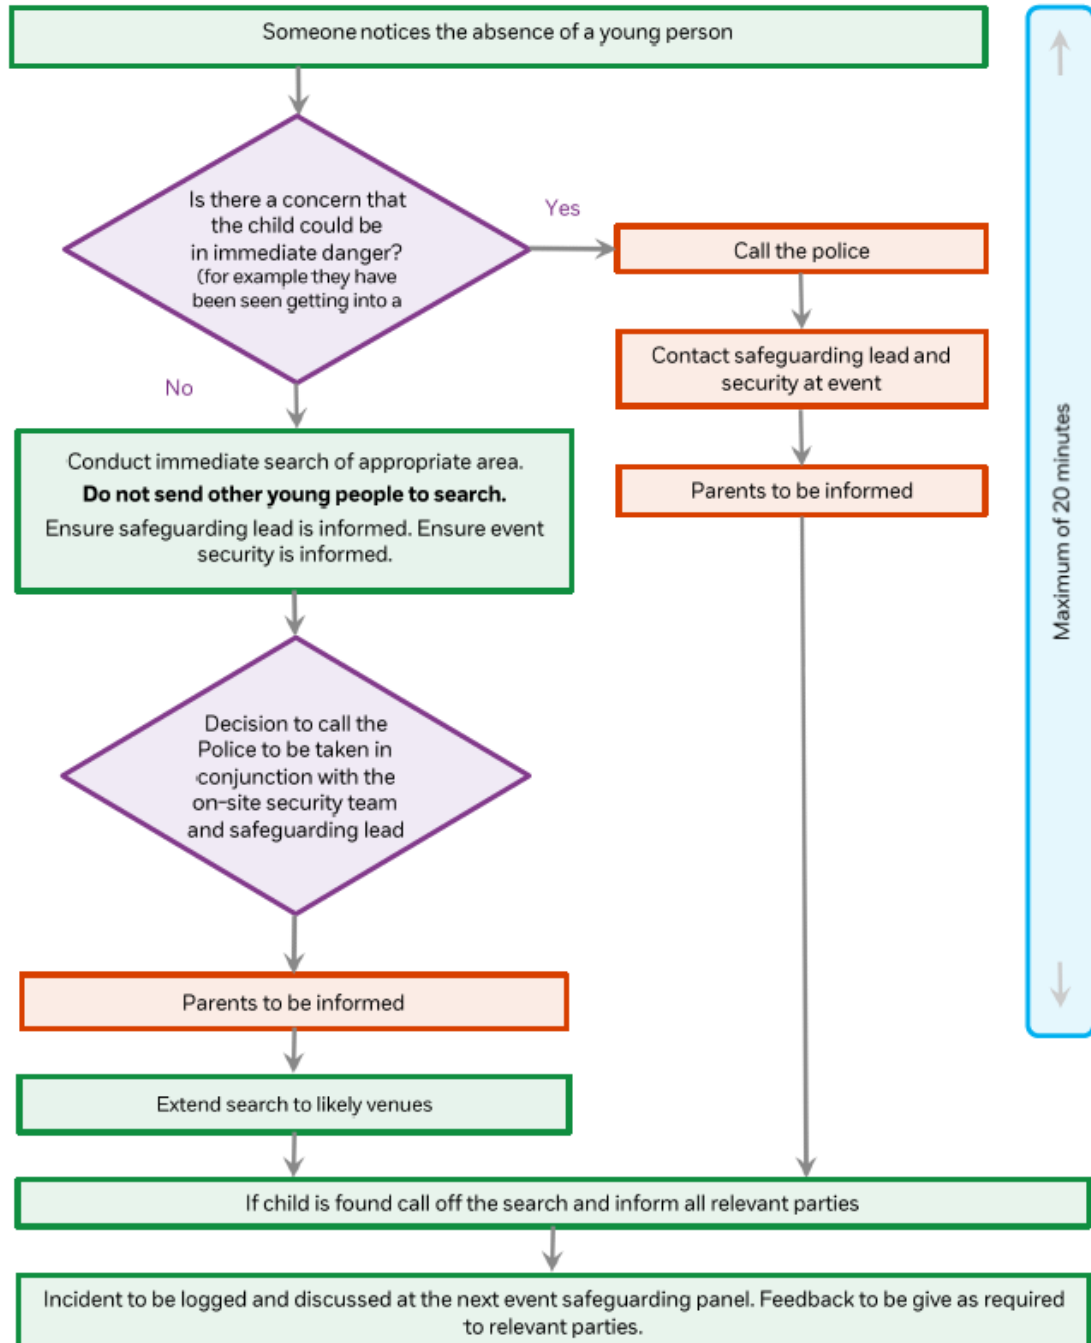 Someone notices the absence of a young person
Is there a concern that
the child could be
in immediate danger?
(for example they have
been seen getting into a
Yes
Call the police
Contact safeguarding lead and
security at event
Parents to be informed
No
Conduct immediate search of appropriate area.
Do not send other young people to search.
Ensure safeguarding lead is informed. Ensure event
security is informed.
Decision to call the
Police to be taken in
conjunction with the
on-site security team
and safeguarding lead
Parents to be informed
Extend search to likely venues
If child is found call off the search and inform all relevant parties
Incident to be logged and discussed at the next event safeguarding panel. Feedback to be give as required
to relevant parties.
Maximum of 20 minutes